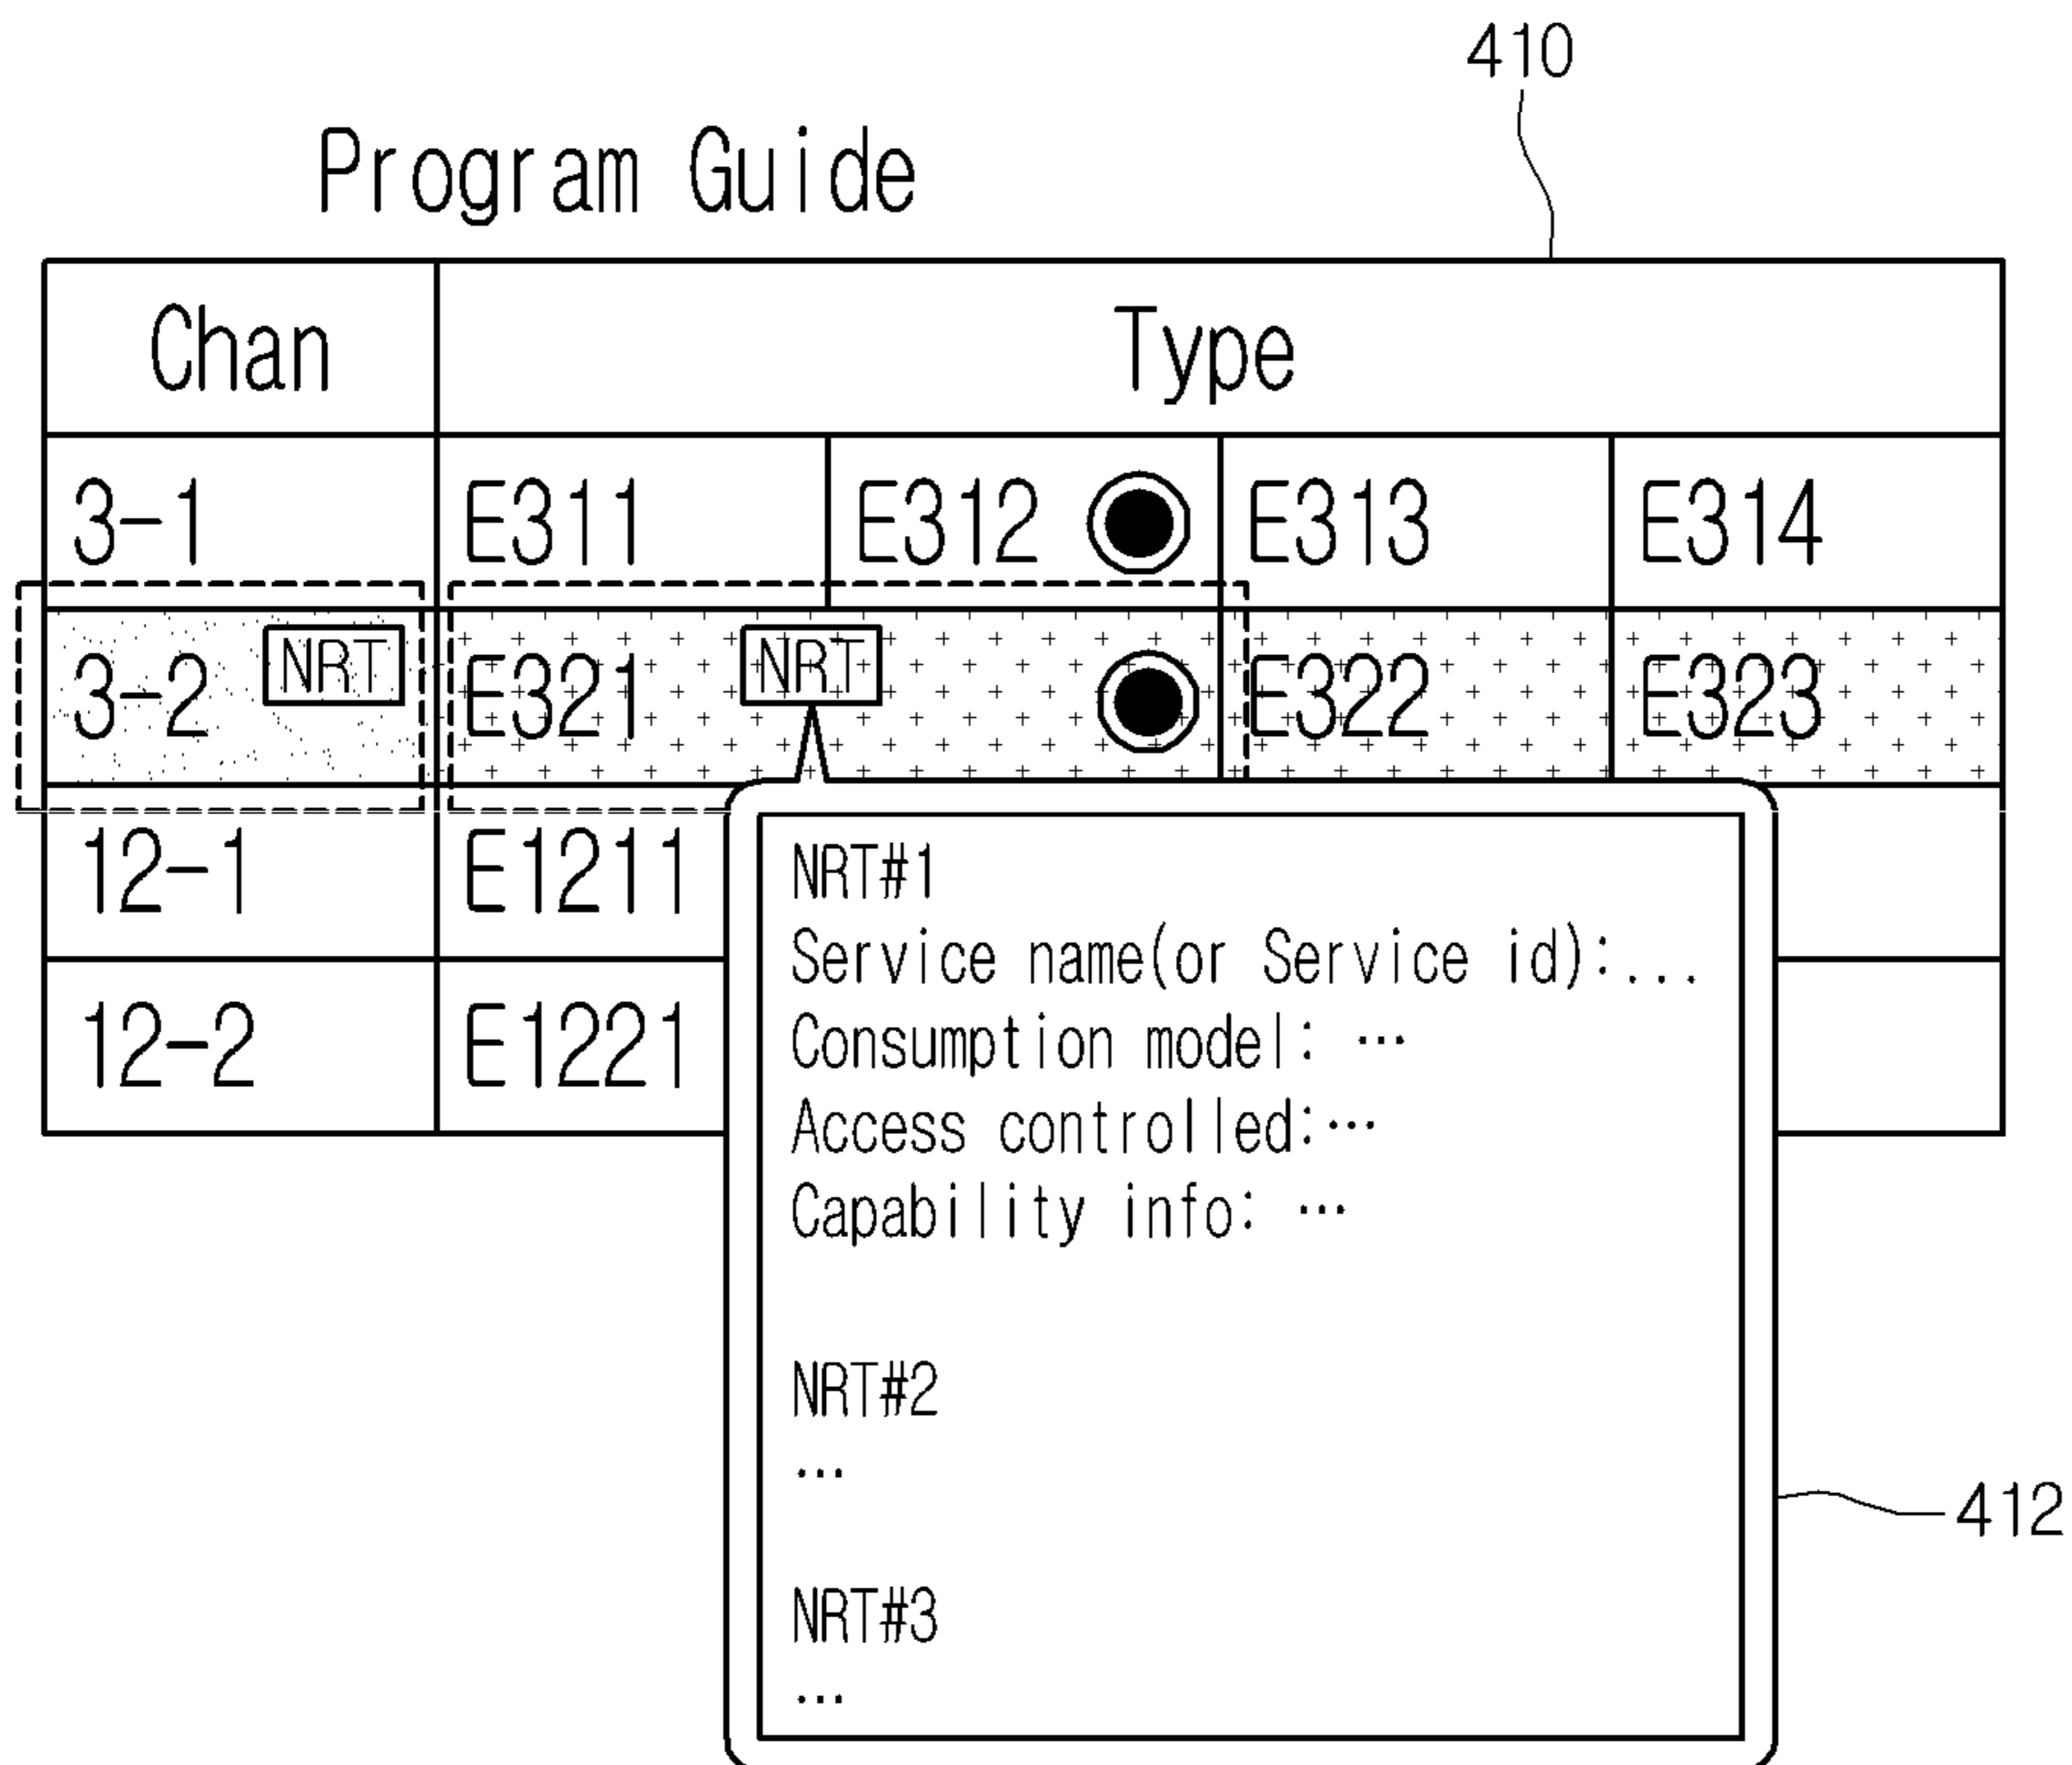 410
Program Guide
Chan Type
3-1 E311 E312 E313 E314
3-2 NRT E321 NRT E322 E323
12-1 E1211
12-2 E1221
NRT#1
Service name(or Service id):...
Consumption model: ...
Access controlled:...
Capability info: ...
NRT#2
...
412
NRT#3
...